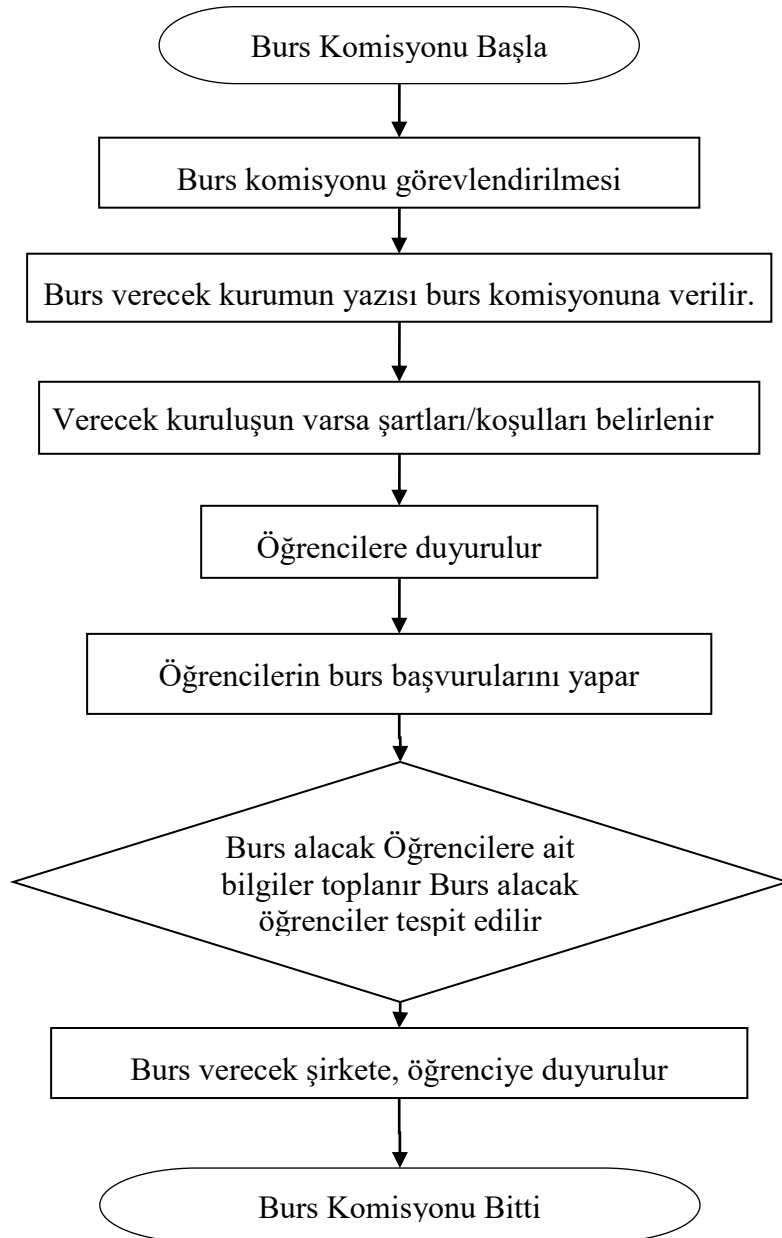 Burs Komisyonu Başla
Burs komisyonu görevlendirilmesi
Burs verecek kurumun yazısı burs komisyonuna verilir.
Verecek kuruluşun varsa şartları/koşulları belirlenir
Öğrencilere duyurulur
Öğrencilerin burs başvurularını yapar
Burs alacak Öğrencilere ait
bilgiler toplanır Burs alacak
öğrenciler tespit edilir
Burs verecek şirkete, öğrenciye duyurulur
Burs Komisyonu Bitti